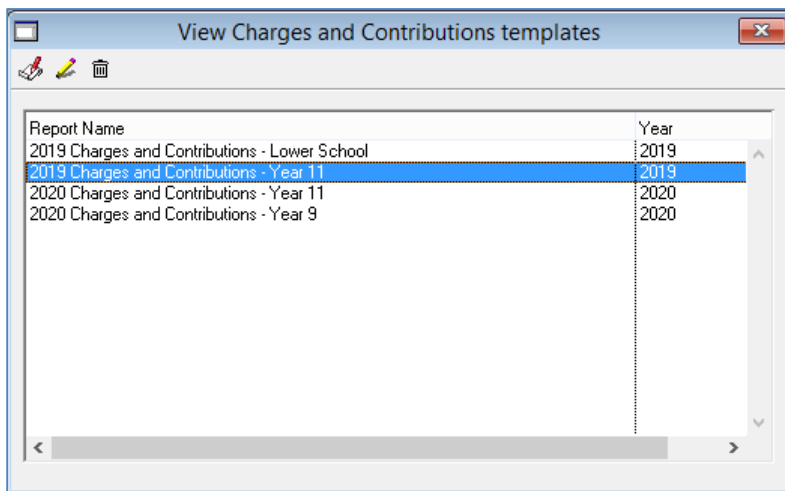 View Charges and Contributions templates
Report Name Year
2019 Charges and Contributions - Lower School 2019
2019 Charges and Contributions - Year 11 2019
2020 Charges and Contributions - Year 11 2020
2020 Charges and Contributions - Year 9 2020